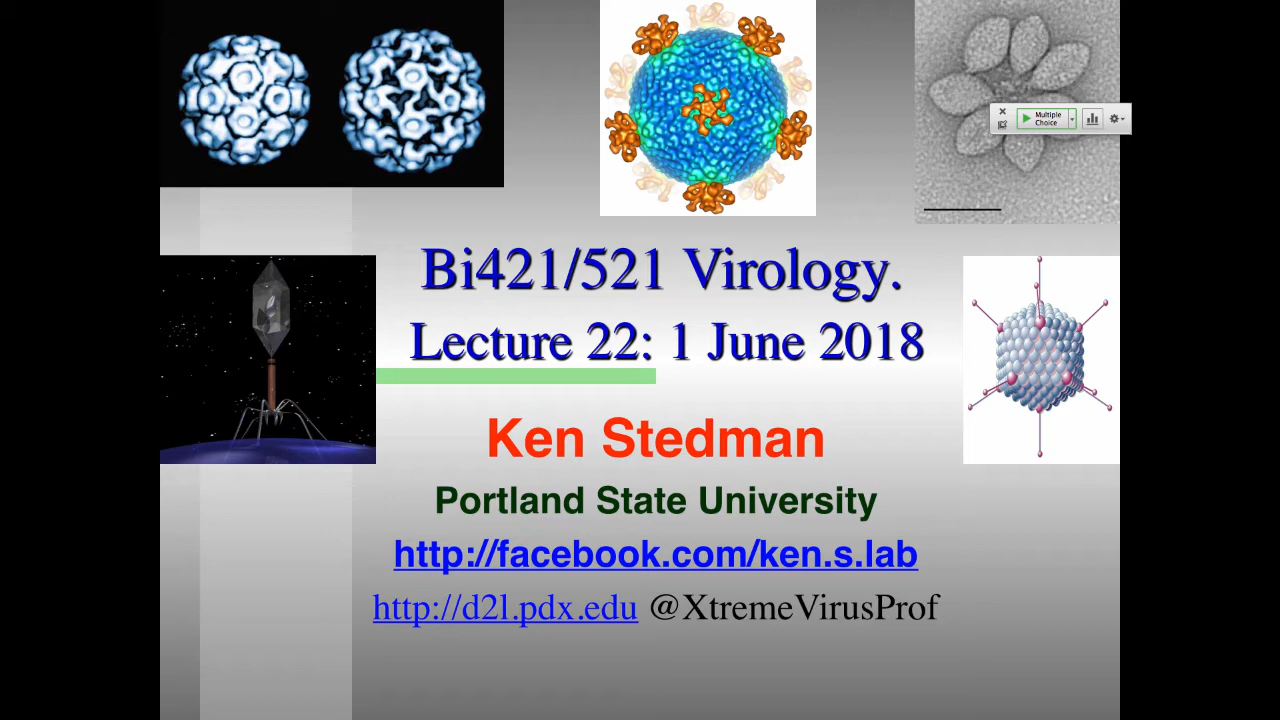 Multiple
Choice
Bi421/521 Virology.
Lecture 22: 1 June 2018
Ken Stedman
Portland State University
http://facebook.com/ken.s.lab
http://d2l.pdx.edu @XtremeVirusProf